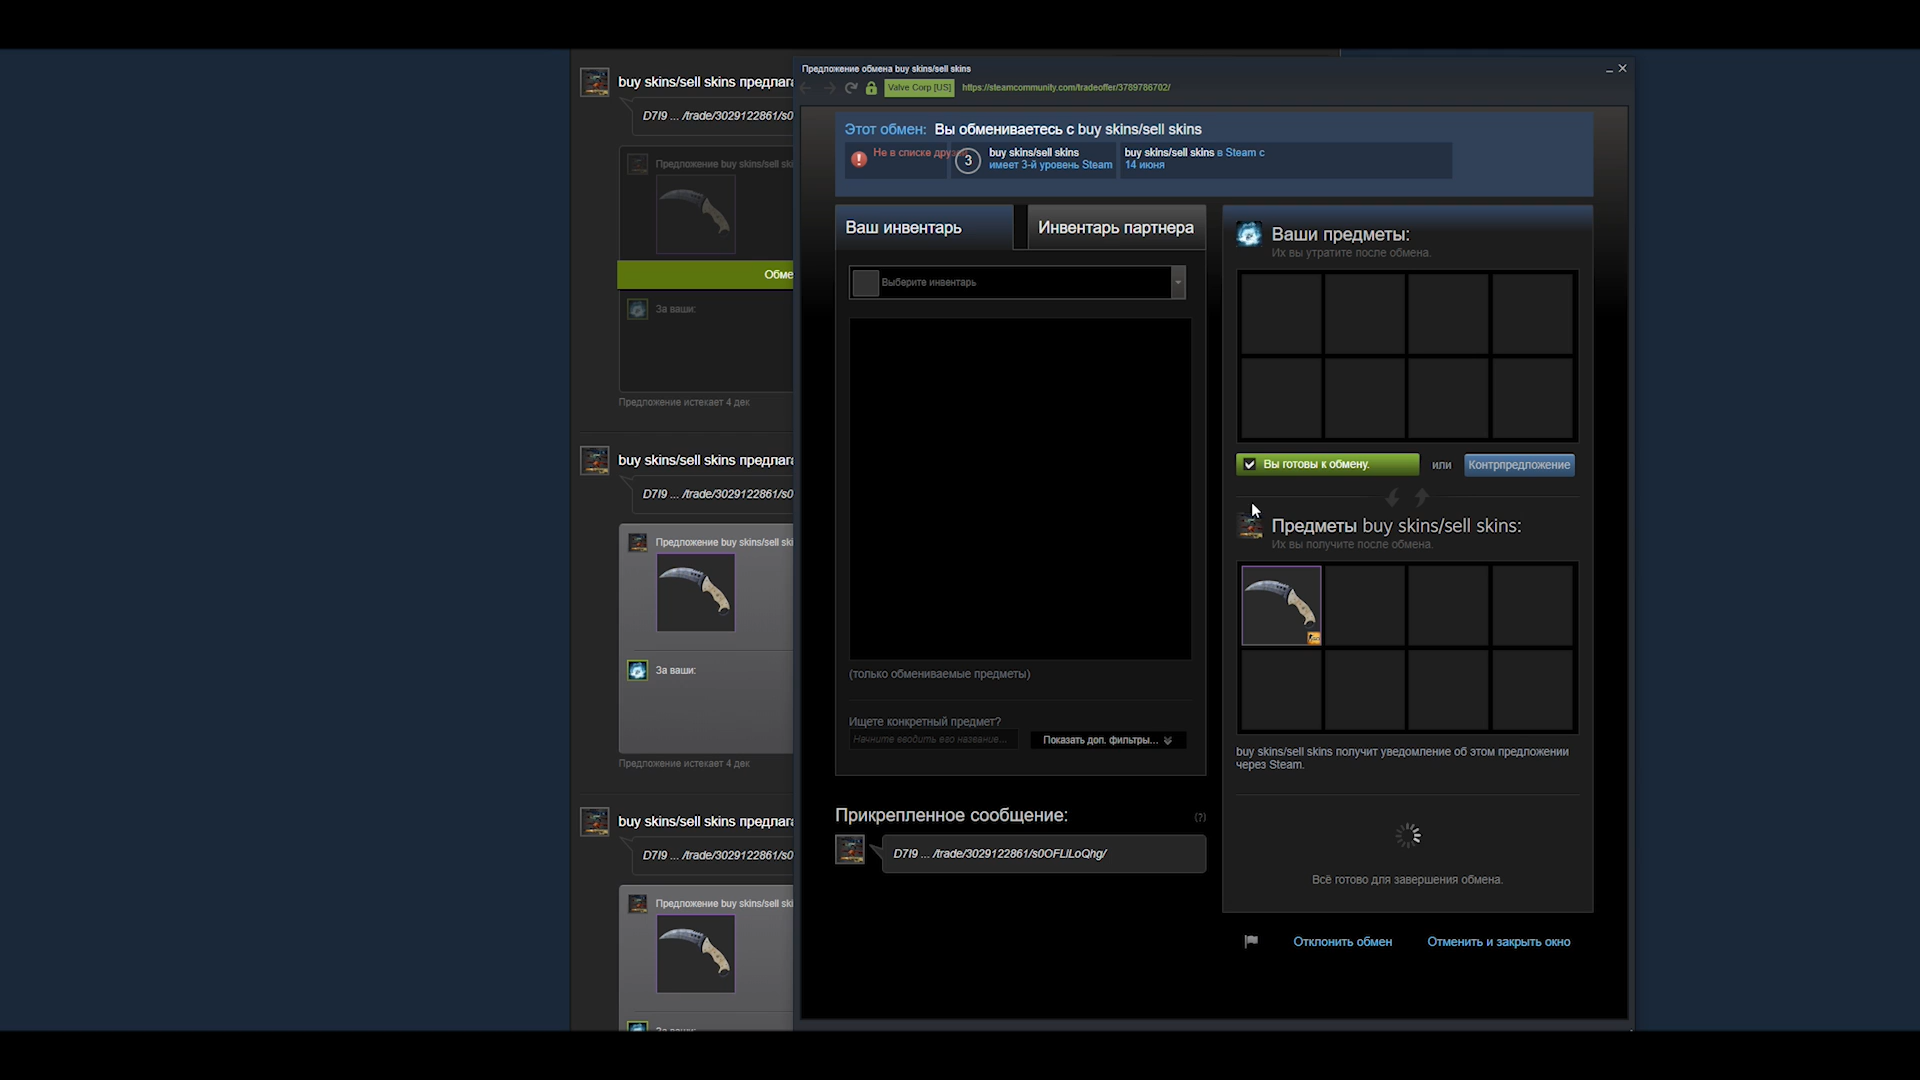 buy skins/sell skins предлага
D7I9 ... /trade/3029122861/s0
Предложение buy skins/sell ski
Обме
За ваши:
Предложение истекает 4 дек
buy skins/sell skins предлага
D7I9 ... /trade/3029122861/s0
Предложение buy skins/sell ski
За ваши:
Предложение истекает 4 дек
buy skins/sell skins предлага
D7I9 ... /trade/3029122861/s0
Предложение buy skins/sell ski
За ваши:
Предложение обмена buy skins/sell skins
Valve Corp [US] https://steamcommunity.com/tradeoffer/3789786702/
Этот обмен: Вы обмениваетесь с buy skins/sell skins
Не в списке друзе
3
buy skins/sell skins
имеет 3-й уровень Steam
buy skins/sell skins в Steam с
14 июня
Ваш инвентарь
Инвентарь партнера
Выберите инвентарь
(только обмениваемые предметы)
Ищете конкретный предмет?
Начните вводить его название...
Показать доп. фильтры...
Прикрепленное сообщение: (?)
D7I9 ... /trade/3029122861/s0OFLlLoQhg/
Ваши предметы:
Их вы утратите после обмена.
Вы готовы к обмену. или Контрпредложение
Предметы buy skins/sell skins:
Их вы получите после обмена.
buy skins/sell skins получит уведомление об этом предложении
через Steam.
Всё готово для завершения обмена.
Отклонить обмен
Отменить и закрыть окно